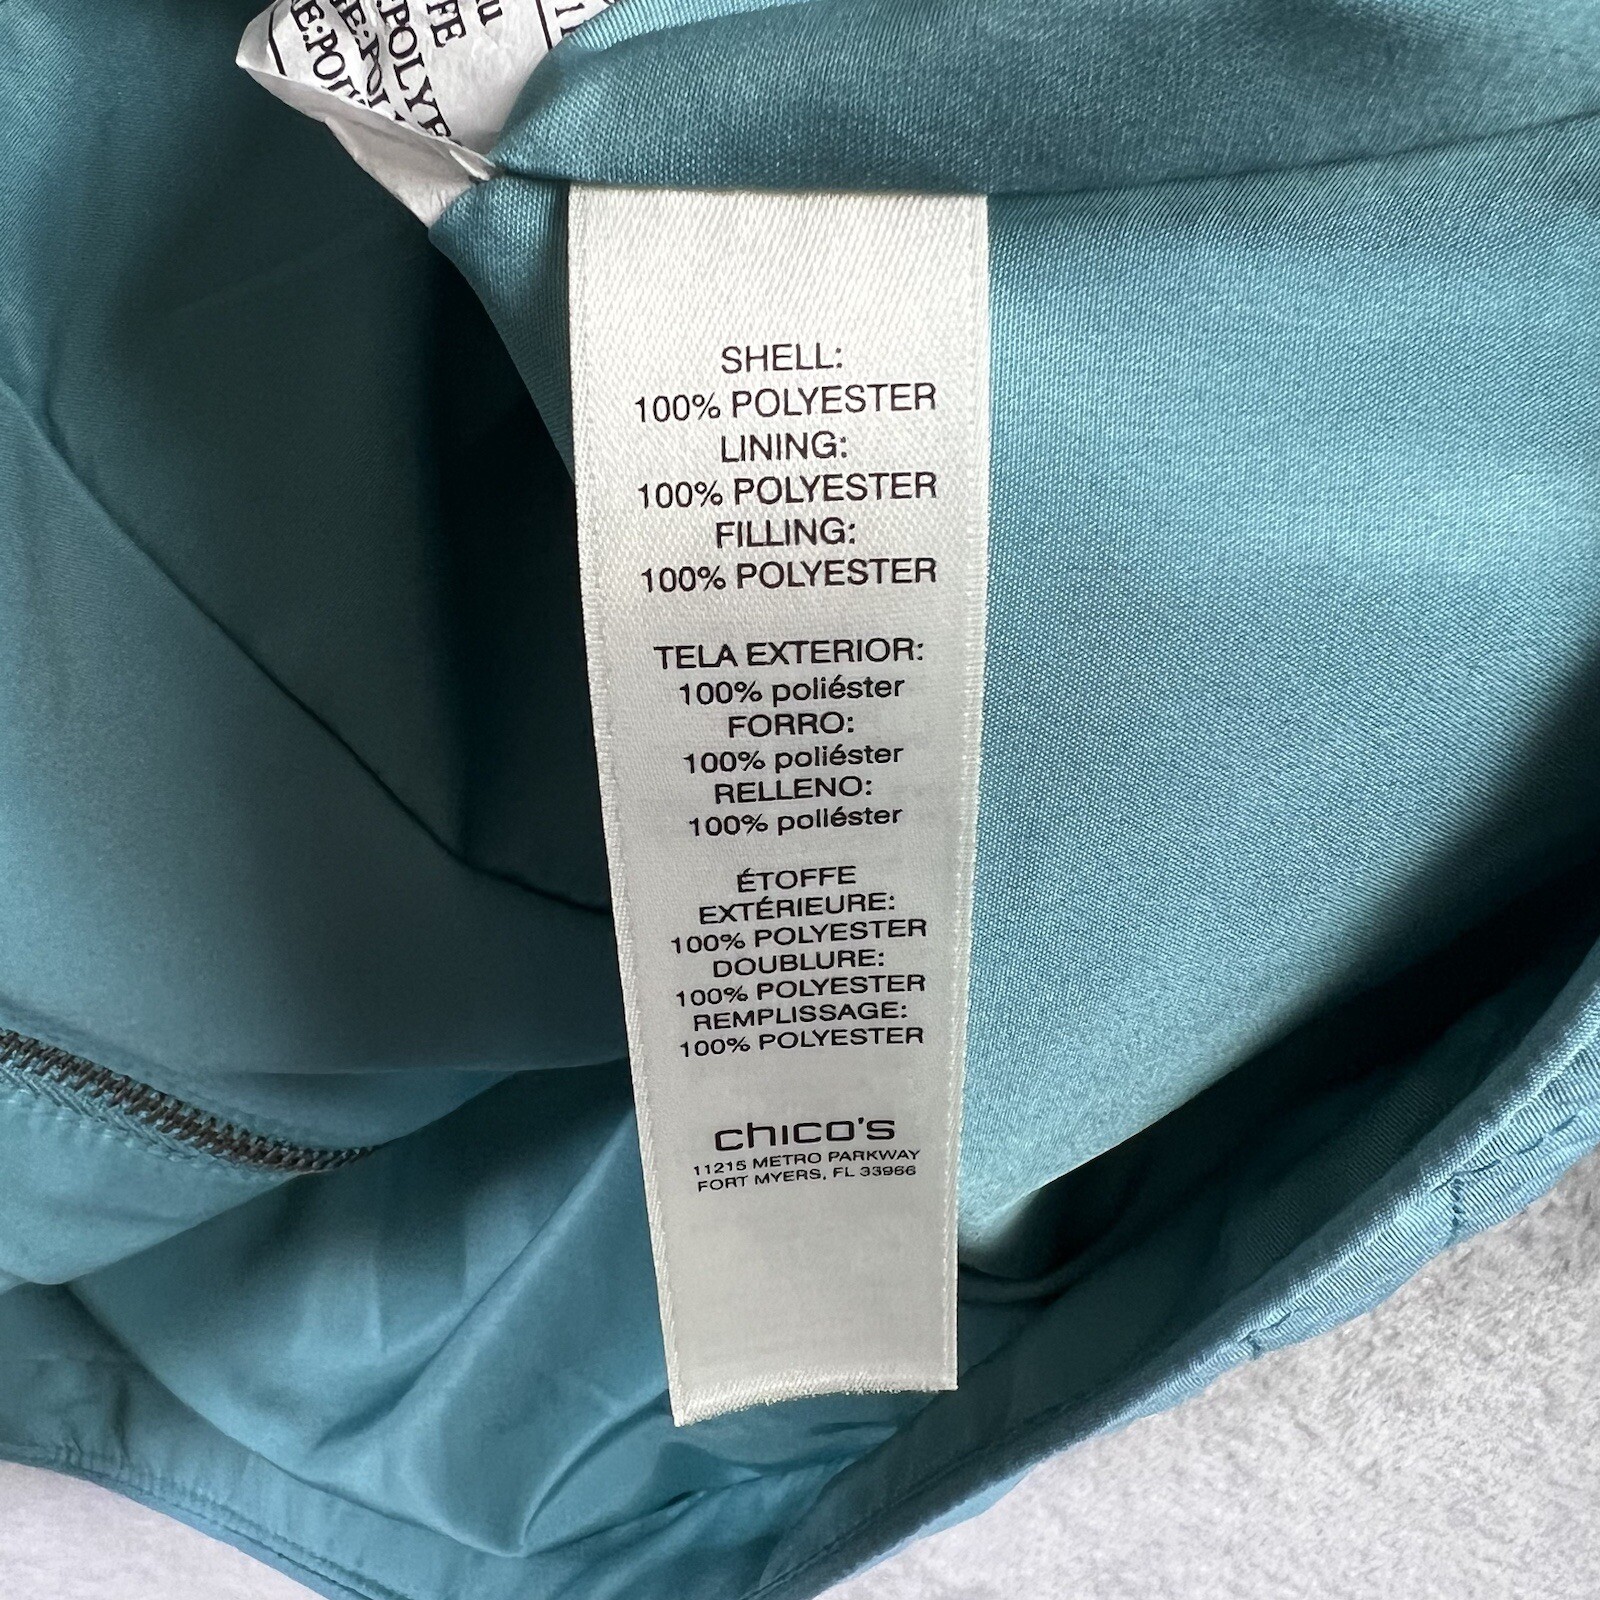 SHELL:
100% POLYESTER
LINING:
100% POLYESTER
FILLING:
100% POLYESTER
TELA EXTERIOR:
100% poliéster
FORRO:
100% poliéster
RELLENO:
100% poliéster
ÉTOFFE
EXTÉRIEURE:
100% POLYESTER
DOUBLURE:
100% POLYESTER
REMPLISSAGE:
100% POLYESTER
chico's
11215 METRO PARKWAY
FORT MYERS, FL 33966